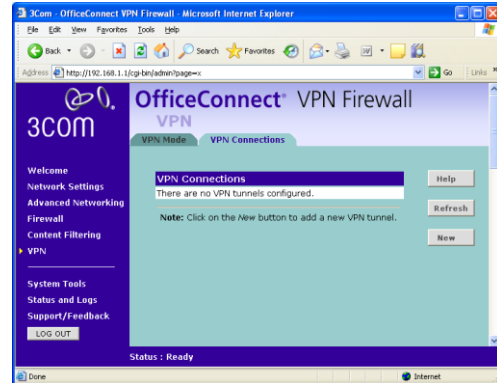 3Com - OfficeConnect VPN Firewall - Microsoft Internet Explorer
File Edit View Favorites Tools Help
Back Search Favorites
Address http://192.168.1.1/cgi-bin/admin?page=x Go Links »
3COM
OfficeConnect® VPN Firewall
VPN
VPN Mode VPN Connections
Welcome
Network Settings
Advanced Networking
Firewall
Content Filtering
VPN
System Tools
Status and Logs
Support/Feedback
LOG OUT
VPN Connections
There are no VPN tunnels configured.
Note: Click on the New button to add a new VPN tunnel.
Help
Refresh
New
Status : Ready
Done Internet